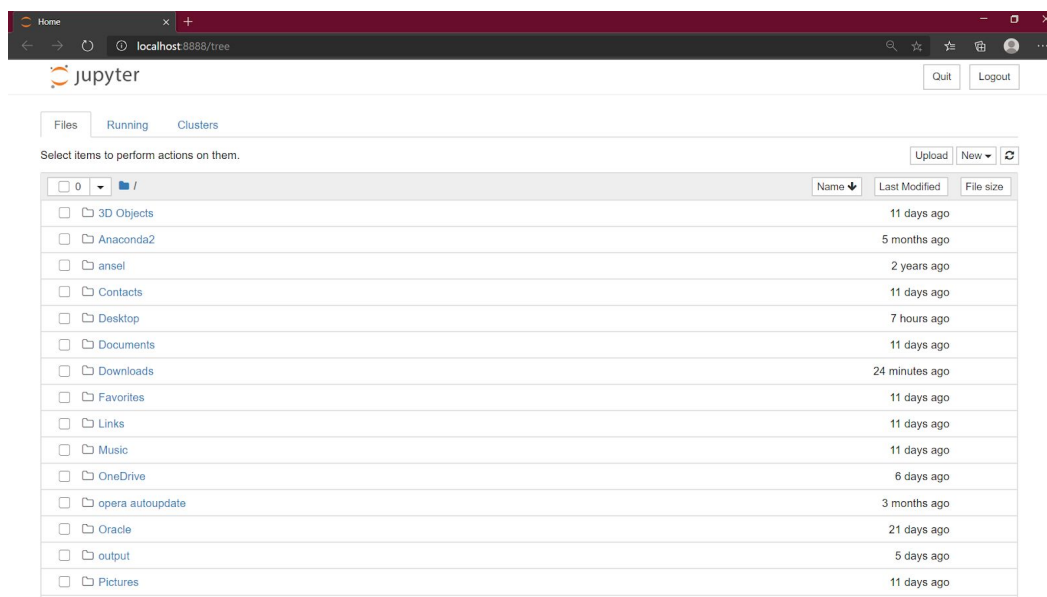 Home
localhost:8888/tree
jupyter
Quit Logout
Files Running Clusters
Select items to perform actions on them.
Upload New
0 / Name Last Modified File size
3D Objects 11 days ago
Anaconda2 5 months ago
ansel 2 years ago
Contacts 11 days ago
Desktop 7 hours ago
Documents 11 days ago
Downloads 24 minutes ago
Favorites 11 days ago
Links 11 days ago
Music 11 days ago
OneDrive 6 days ago
opera autoupdate 3 months ago
Oracle 21 days ago
output 5 days ago
Pictures 11 days ago